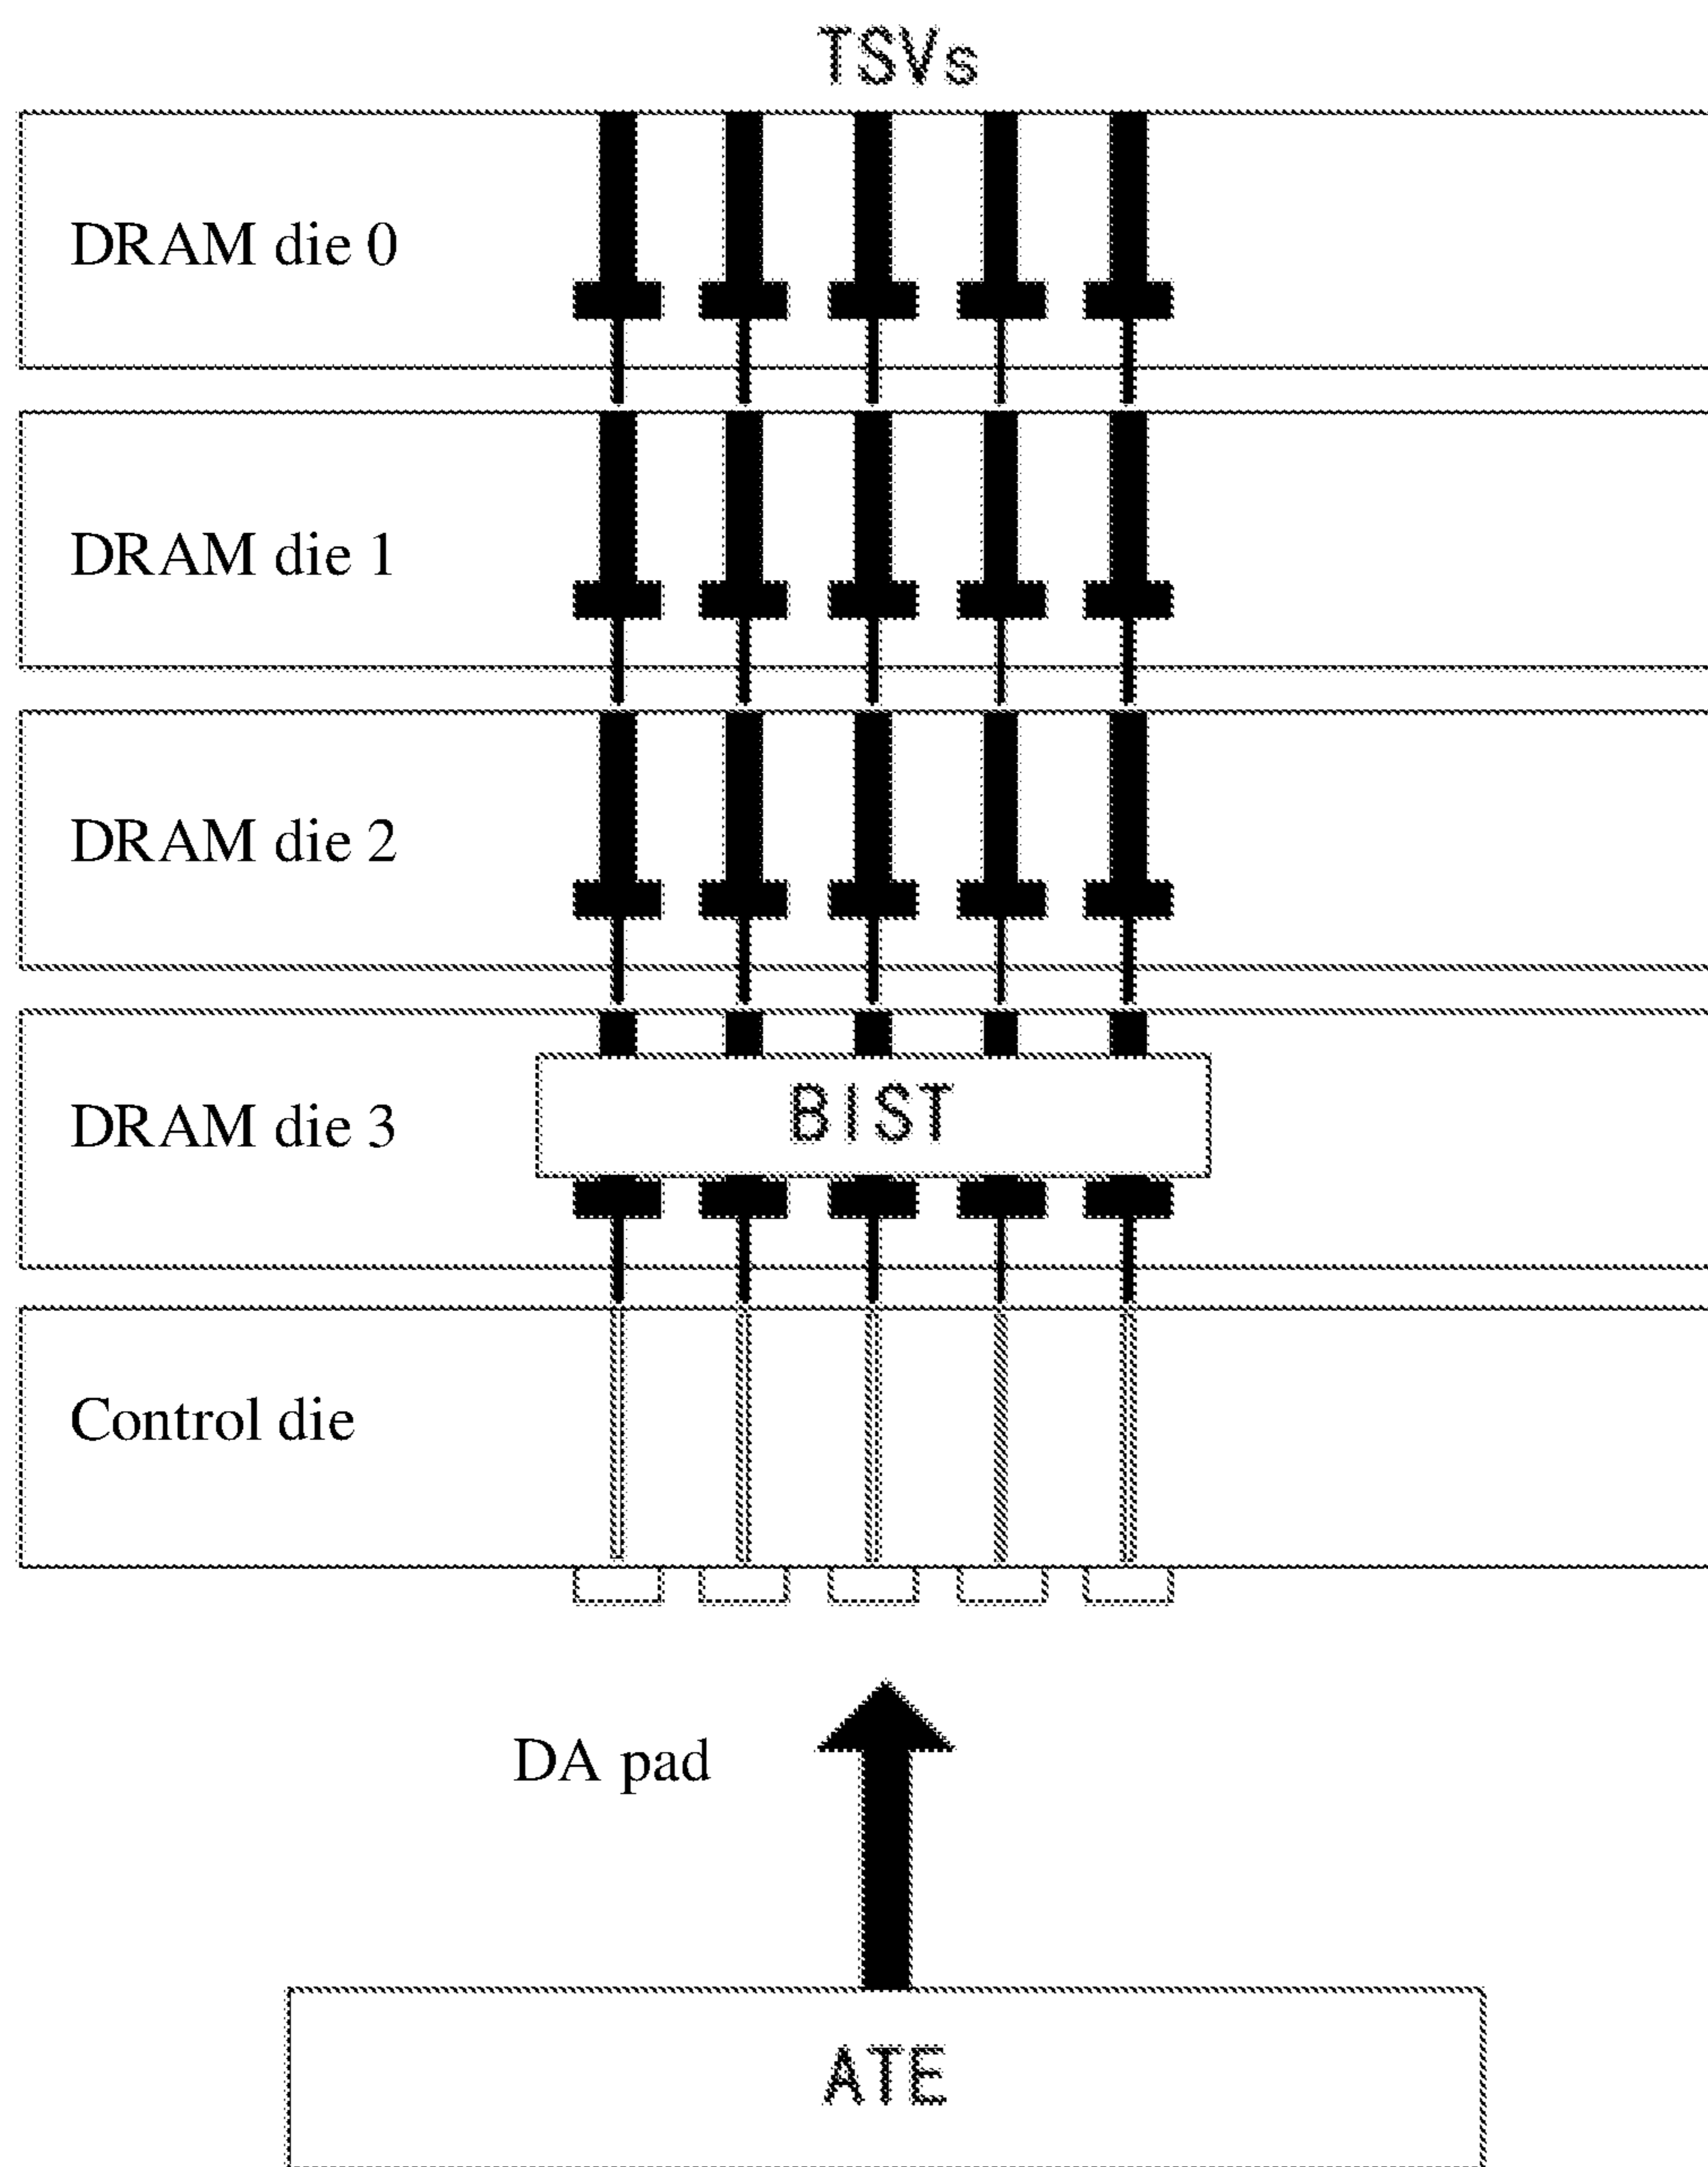 TSVs
DRAM die 0
DRAM die 1
DRAM die 2
DRAM die 3
BIST
Control die
DA pad
ATE